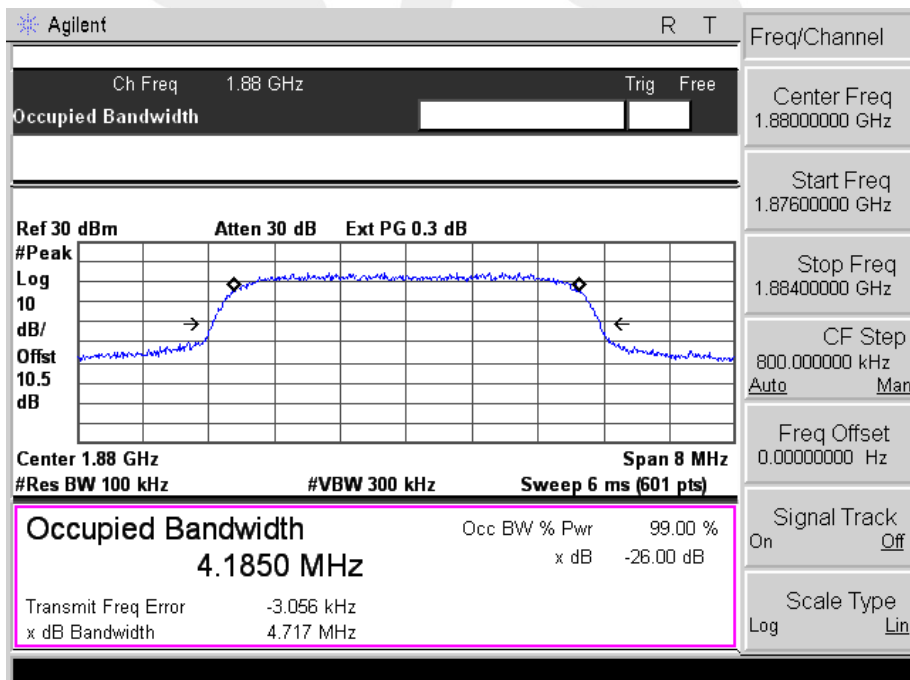 Agilent R T
Ch Freq 1.88 GHz Trig Free
Occupied Bandwidth
Ref 30 dBm Atten 30 dB Ext PG 0.3 dB
#Peak
Log
10
dB/
Offst
10.5
dB
Center 1.88 GHz Span 8 MHz
#Res BW 100 kHz #VBW 300 kHz Sweep 6 ms (601 pts)
Occupied Bandwidth
4.1850 MHz
Occ BW % Pwr 99.00 %
x dB -26.00 dB
Transmit Freq Error -3.056 kHz
x dB Bandwidth 4.717 MHz
Freq/Channel
Center Freq
1.88000000 GHz
Start Freq
1.87600000 GHz
Stop Freq
1.88400000 GHz
CF Step
800.000000 kHz
Auto Man
Freq Offset
0.00000000 Hz
Signal Track
On Off
Scale Type
Log Lin